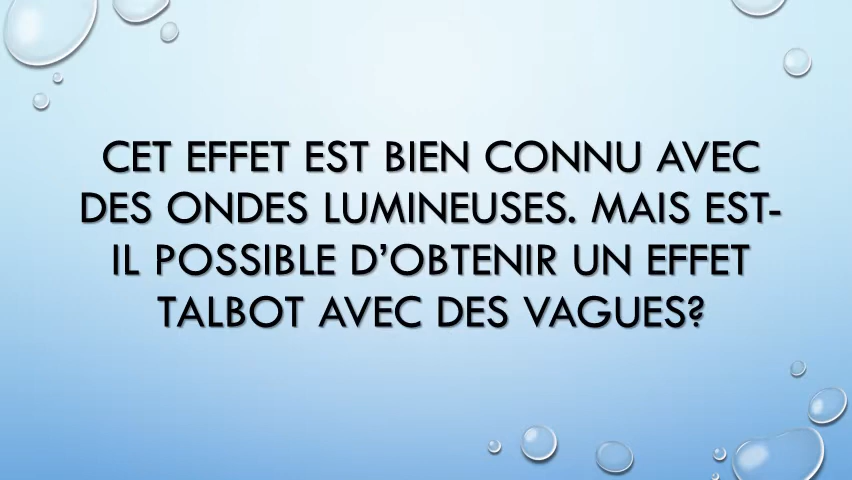 CET EFFET EST BIEN CONNU AVEC
DES ONDES LUMINEUSES. MAIS EST-
IL POSSIBLE D’OBTENIR UN EFFET
TALBOT AVEC DES VAGUES?